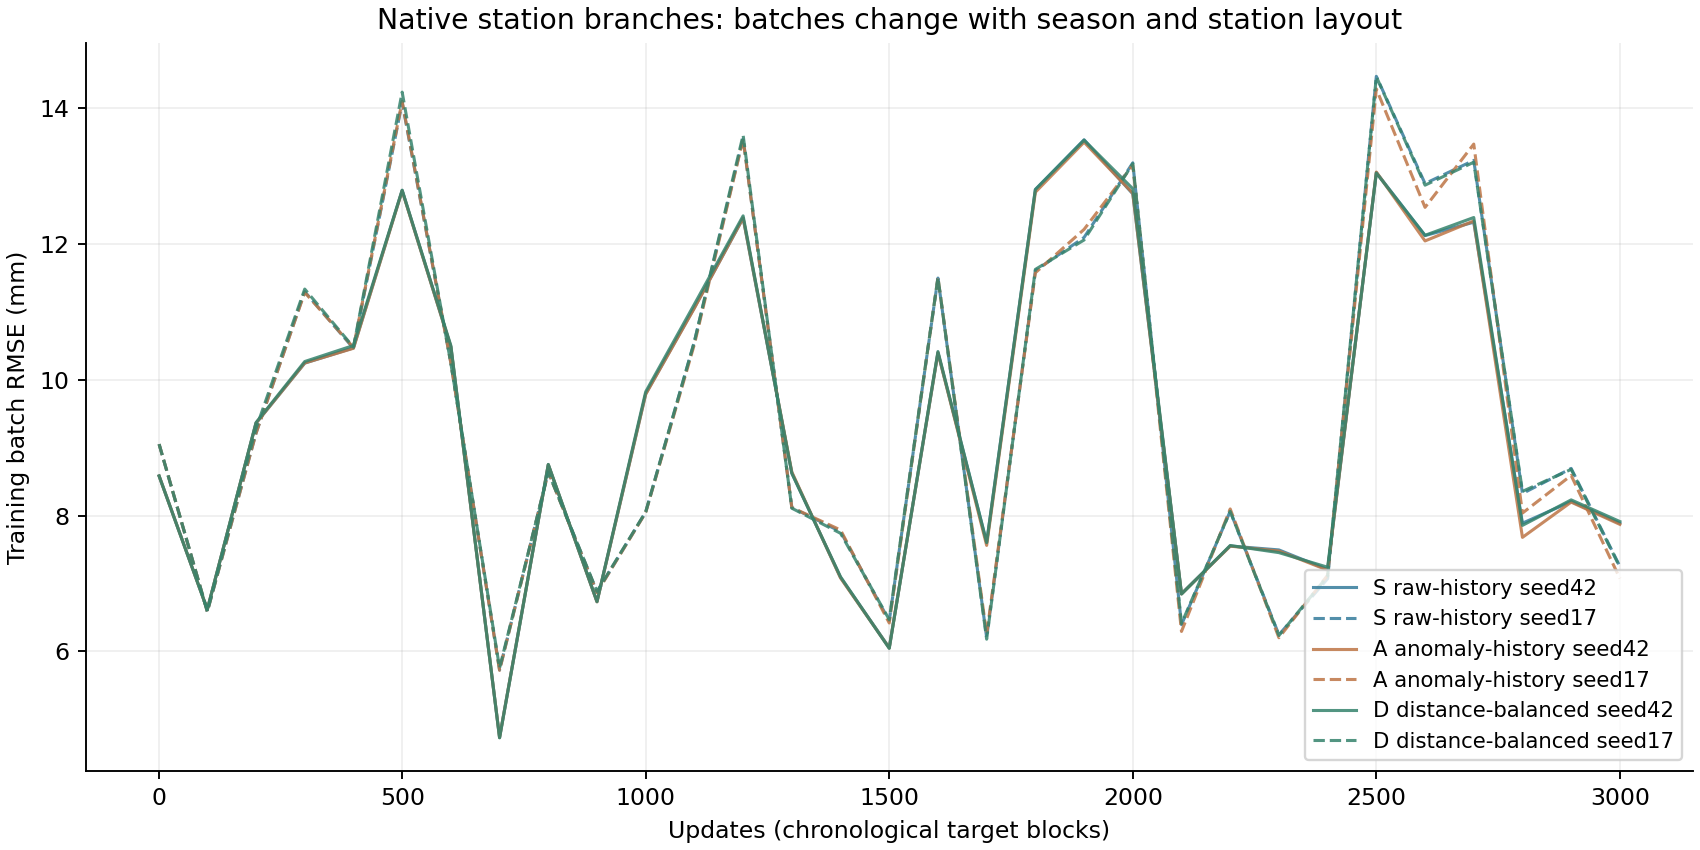 Native station branches: batches change with season and station layout
Training batch RMSE (mm)
14
12
10
8
6
0
500
1000
1500
2000
2500
3000
Updates (chronological target blocks)
S raw-history seed42
S raw-history seed17
A anomaly-history seed42
A anomaly-history seed17
D distance-balanced seed42
D distance-balanced seed17